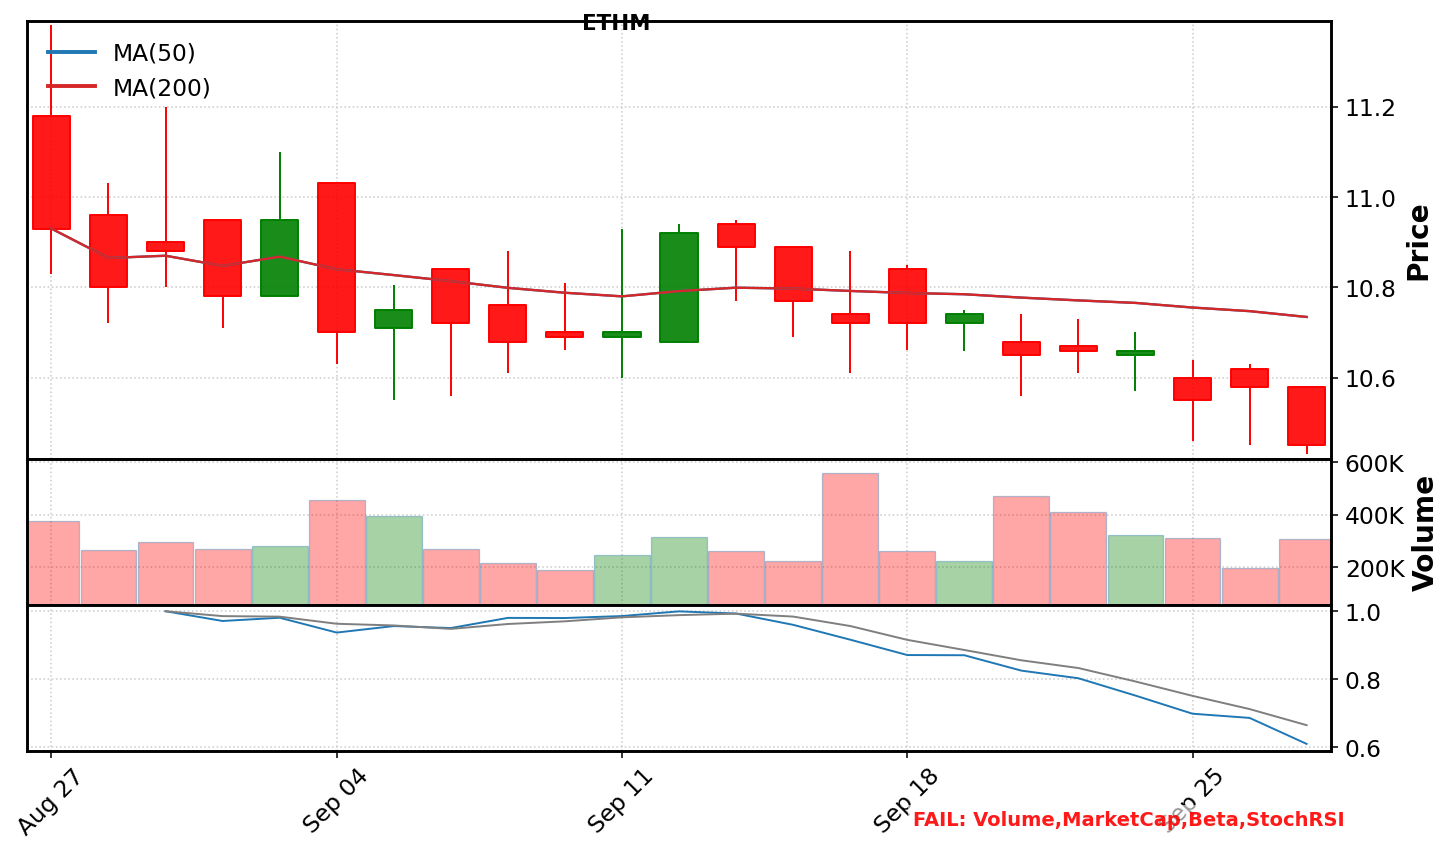 ETHM
MA(50)
MA(200)
11.2
11.0
10.8
10.6
Price
600K
400K
200K
Volume
1.0
0.8
0.6
Aug 27
Sep 04
Sep 11
Sep 18
Sep 25
FAIL: Volume,MarketCap,Beta,StochRSI